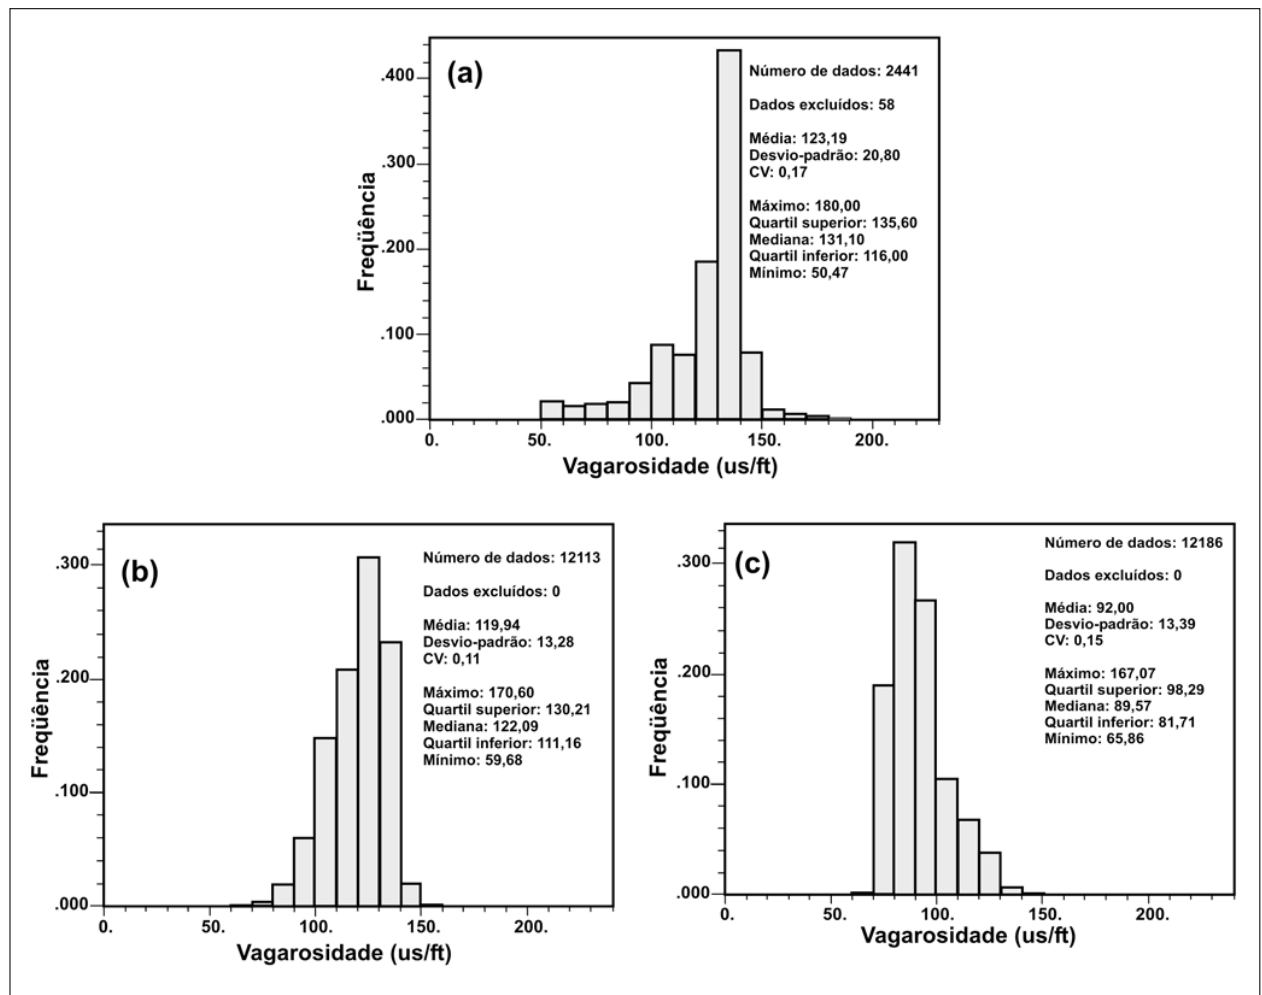 (a)
Número de dados: 2441
Dados excluídos: 58
Média: 123,19
Desvio-padrão: 20,80
CV: 0,17
Máximo: 180,00
Quartil superior: 135,60
Mediana: 131,10
Quartil inferior: 116,00
Mínimo: 50,47
Freqüência
.400
.300
.200
.100
.000
0. 50. 100. 150. 200.
Vagarosidade (us/ft)
(b)
Número de dados: 12113
Dados excluídos: 0
Média: 119,94
Desvio-padrão: 13,28
CV: 0,11
Máximo: 170,60
Quartil superior: 130,21
Mediana: 122,09
Quartil inferior: 111,16
Mínimo: 59,68
Freqüência
.300
.200
.100
.000
0. 50. 100. 150. 200.
Vagarosidade (us/ft)
(c)
Número de dados: 12186
Dados excluídos: 0
Média: 92,00
Desvio-padrão: 13,39
CV: 0,15
Máximo: 167,07
Quartil superior: 98,29
Mediana: 89,57
Quartil inferior: 81,71
Mínimo: 65,86
Freqüência
.300
.200
.100
.000
0. 50. 100. 150. 200.
Vagarosidade (us/ft)